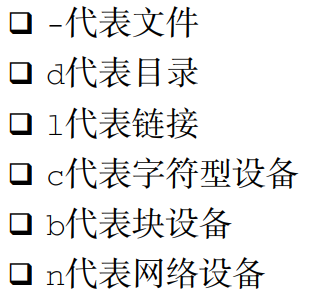 ❑ -代表文件
❑ d代表目录
❑ l代表链接
❑ c代表字符型设备
❑ b代表块设备
❑ n代表网络设备